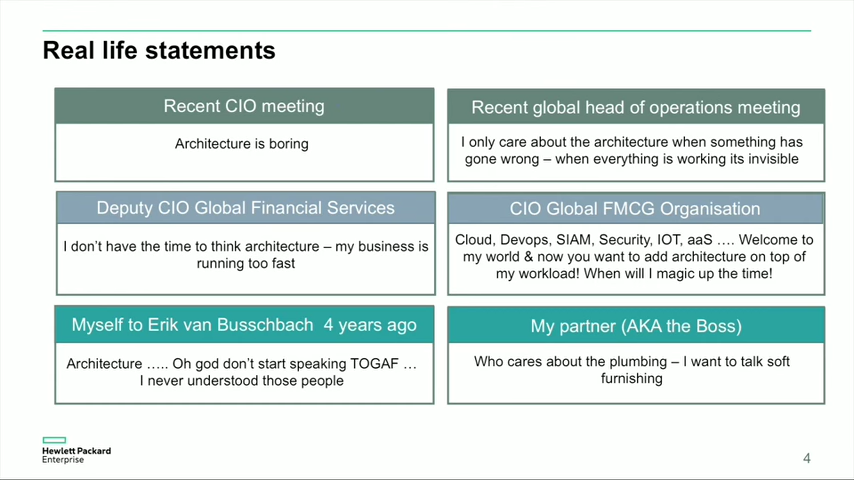 Real life statements
Recent CIO meeting
Architecture is boring
Recent global head of operations meeting
I only care about the architecture when something has
gone wrong – when everything is working its invisible
Deputy CIO Global Financial Services
I don't have the time to think architecture – my business is
running too fast
CIO Global FMCG Organisation
Cloud, Devops, SIAM, Security, IOT, aaS …. Welcome to
my world & now you want to add architecture on top of
my workload! When will I magic up the time!
Myself to Erik van Busschbach 4 years ago
Architecture ….. Oh god don't start speaking TOGAF …
I never understood those people
My partner (AKA the Boss)
Who cares about the plumbing – I want to talk soft
furnishing
Hewlett Packard
Enterprise
4